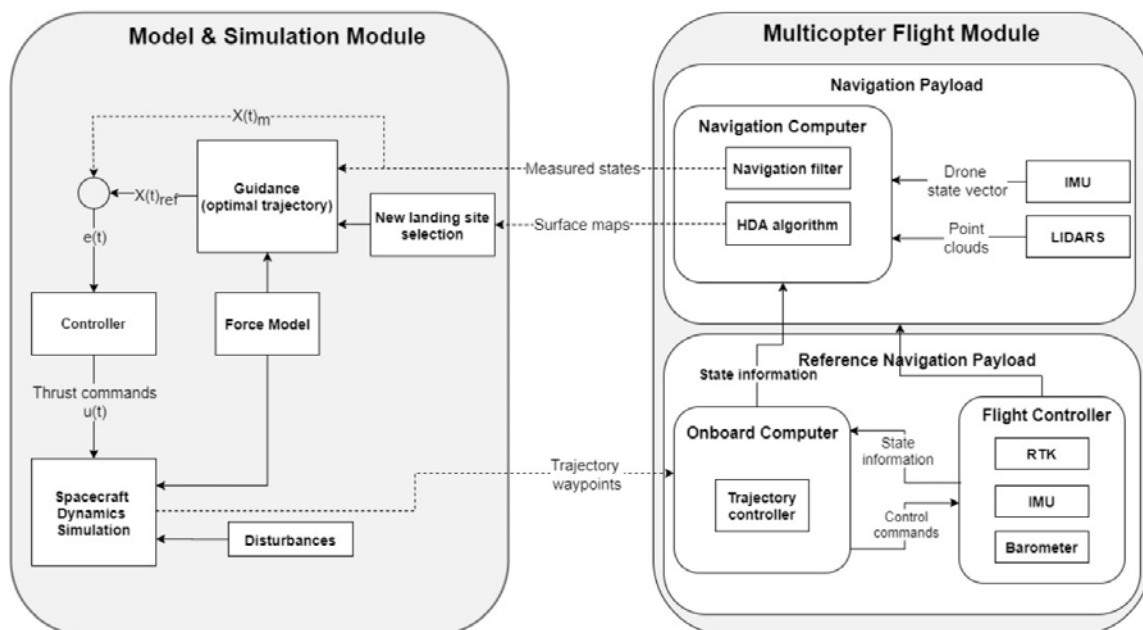 Model & Simulation Module
X(t)m
Guidance
(optimal trajectory)
X(t)ref
New landing site
selection
e(t)
Controller
Force Model
Thrust commands
u(t)
Spacecraft
Dynamics
Simulation
Disturbances
Measured states
Surface maps
Trajectory
waypoints
Multicopter Flight Module
Navigation Payload
Navigation Computer
Navigation filter
HDA algorithm
Drone
state vector
IMU
Point
clouds
LIDARS
Reference Navigation Payload
State information
Onboard Computer
Trajectory
controller
State
information
Control
commands
Flight Controller
RTK
IMU
Barometer